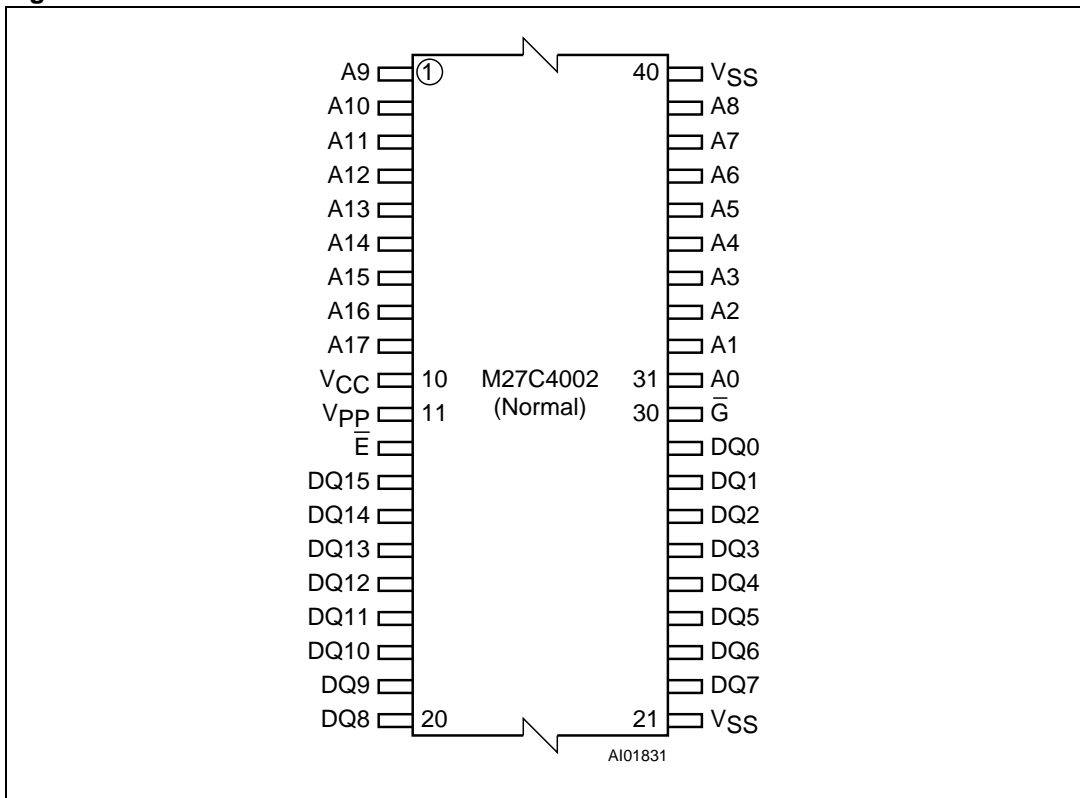 A9 1 40 VSS
A10 A8
A11 A7
A12 A6
A13 A5
A14 A4
A15 A3
A16 A2
A17 A1
VCC 10 M27C4002 31 A0
VPP 11 (Normal) 30 G̅
E̅ DQ0
DQ15 DQ1
DQ14 DQ2
DQ13 DQ3
DQ12 DQ4
DQ11 DQ5
DQ10 DQ6
DQ9 DQ7
DQ8 20 21 VSS
AI01831